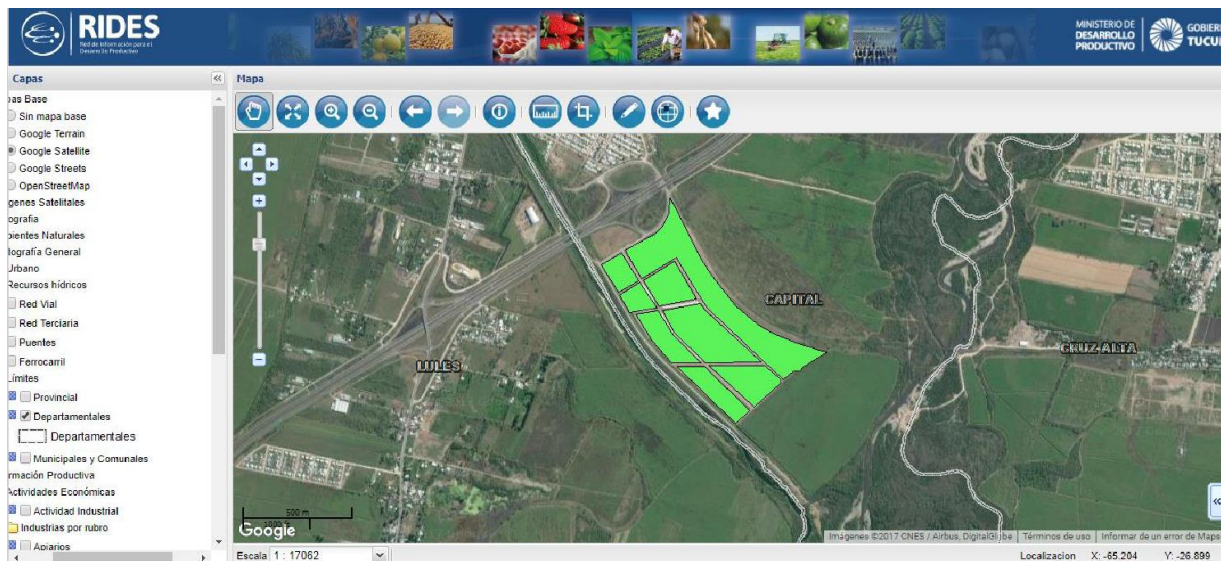 RIDES
Red de Información para el
Desarrollo Productivo
MINISTERIO DE
DESARROLLO
PRODUCTIVO
GOBIER
TUCU
Capas
Mapa
as Base
Sin mapa base
Google Terrain
Google Satellite
Google Streets
OpenStreetMap
genes Satelitales
ografia
bientes Naturales
lografía General
Urbano
Recursos hídricos
Red Vial
Red Terciaria
Puentes
Ferrocarril
Límites
Provincial
Departamentales
Departamentales
Municipales y Comunales
rmación Productiva
Actividades Económicas
Actividad Industrial
Industrias por rubro
Apiarios
CAPITAL
LULES
CRUZ ALTA
500 m
Google
Imágenes ©2017 CNES / Airbus, DigitalGlobe
Términos de uso
Informar de un error de Maps
Escala 1 : 17062
Localizacion X: -65.204 Y: -26.899